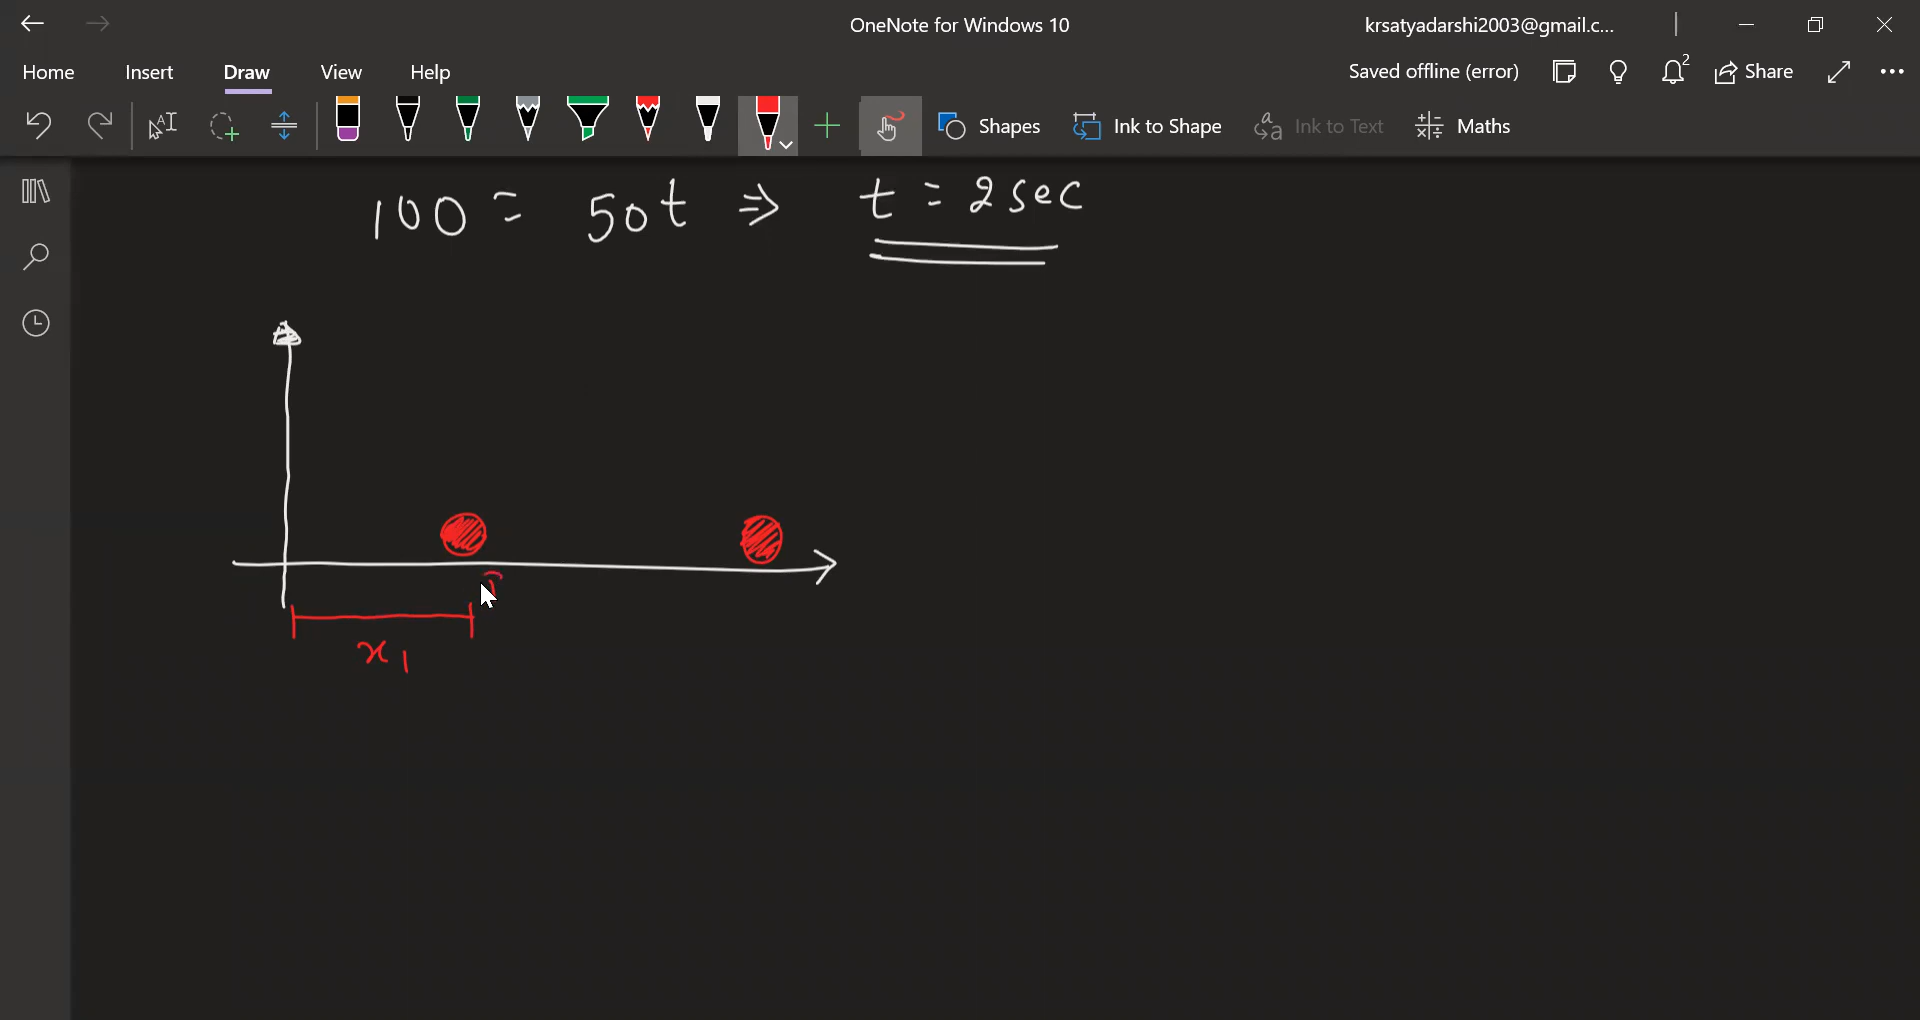 OneNote for Windows 10
krsatyadarshi2003@gmail.c...
Home Insert Draw View Help
Saved offline (error) 2 Share
Shapes Ink to Shape Ink to Text Maths
100 = 50t ⇒ t = 2sec
x1